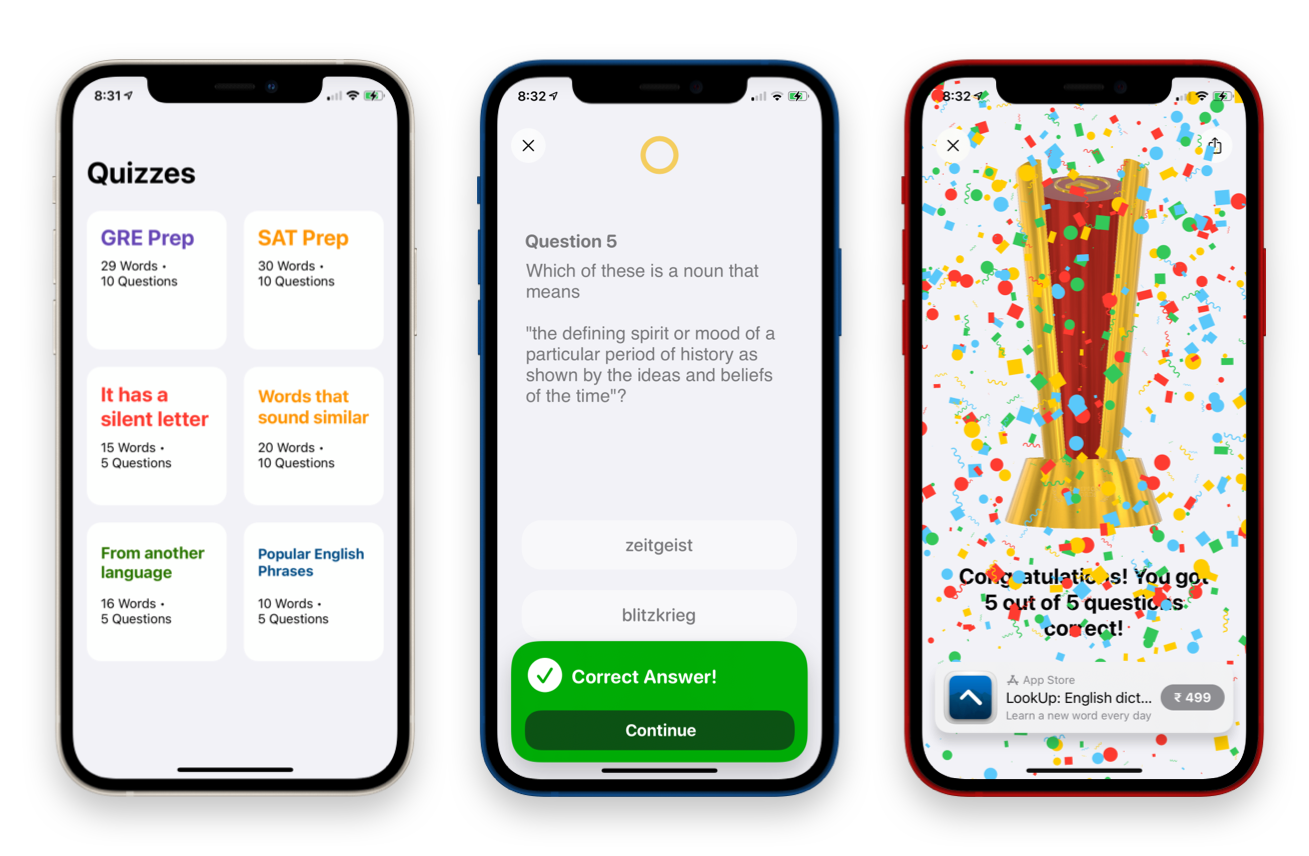 8:31
Quizzes
GRE Prep
29 Words •
10 Questions
SAT Prep
30 Words •
10 Questions
It has a
silent letter
15 Words •
5 Questions
Words that
sound similar
20 Words •
10 Questions
From another
language
16 Words •
5 Questions
Popular English
Phrases
10 Words •
5 Questions
8:32
Question 5
Which of these is a noun that
means
"the defining spirit or mood of a
particular period of history as
shown by the ideas and beliefs
of the time"?
zeitgeist
blitzkrieg
Correct Answer!
Continue
8:32
Congratulations! You got
5 out of 5 questions
correct!
App Store
LookUp: English dict...
₹ 499
Learn a new word every day